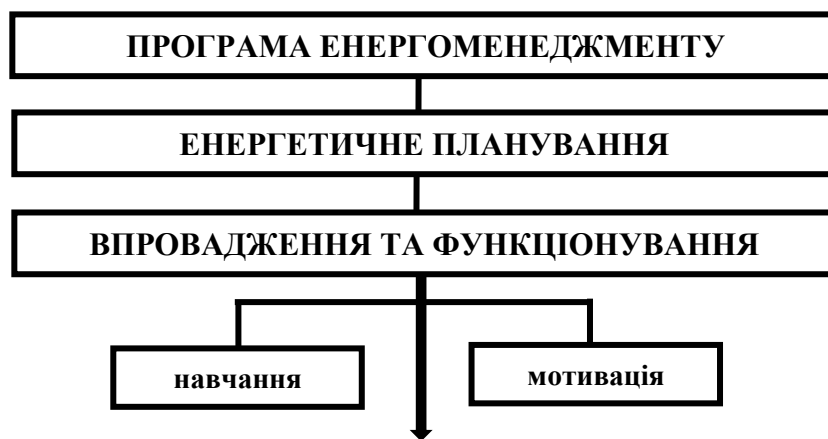 ПРОГРАМА ЕНЕРГОМЕНЕДЖМЕНТУ
ЕНЕРГЕТИЧНЕ ПЛАНУВАННЯ
ВПРОВАДЖЕННЯ ТА ФУНКЦІОНУВАННЯ
навчання
мотивація